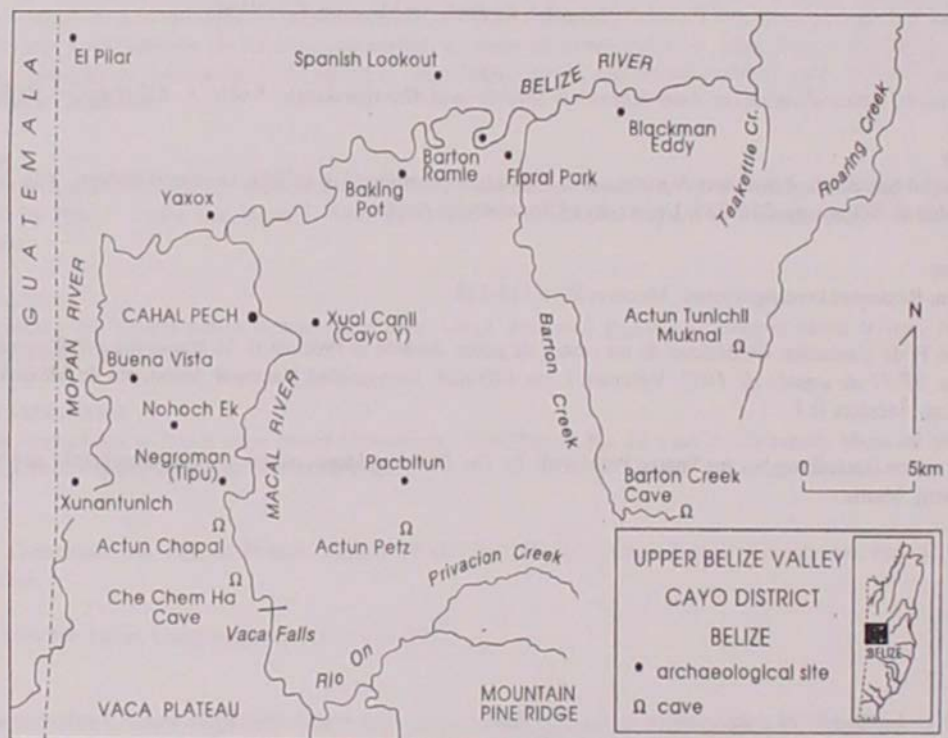 El Pilar
GUATEMALA
Spanish Lookout
BELIZE RIVER
Blackman
Eddy
Teakettle Cr.
Roaring Creek
Barton
Ramie
Floral Park
Baking
Pot
Yaxox
MOPAN RIVER
CAHAL PECH
Xual Canil
(Cayo Y)
Actun Tunichil
Muknal
N
Buena Vista
Nohoch Ek
MACAL RIVER
Barton Creek
Negroman
(Tipu)
Pacbitun
0 5km
Xunantunich
Barton Creek
Cave
Actun Chapal
Actun Petz
Privacion Creek
Che Chem Ha
Cave
Vaca Falls
Rio On
VACA PLATEAU
MOUNTAIN
PINE RIDGE
UPPER BELIZE VALLEY
CAYO DISTRICT
BELIZE
• archaeological site
Ω cave
BELIZE